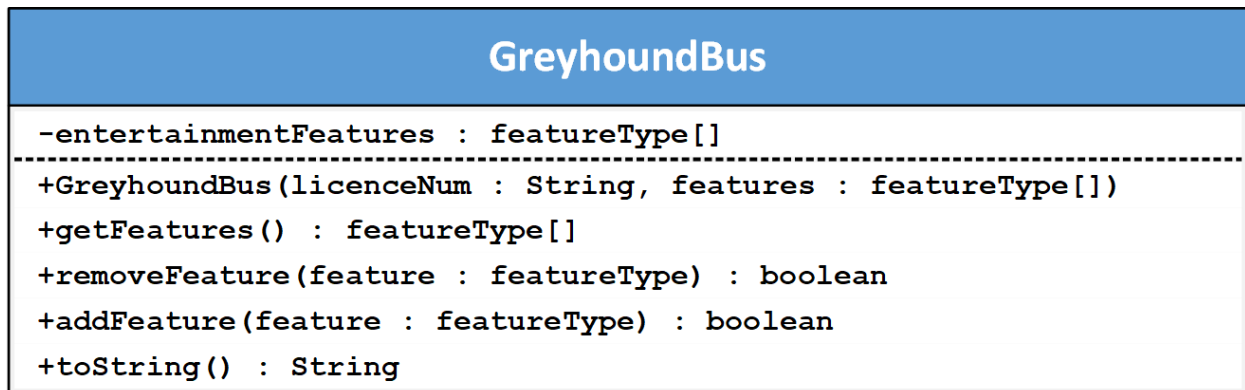 GreyhoundBus
-entertainmentFeatures : featureType[]
+GreyhoundBus(licenceNum : String, features : featureType[])
+getFeatures() : featureType[]
+removeFeature(feature : featureType) : boolean
+addFeature(feature : featureType) : boolean
+toString() : String